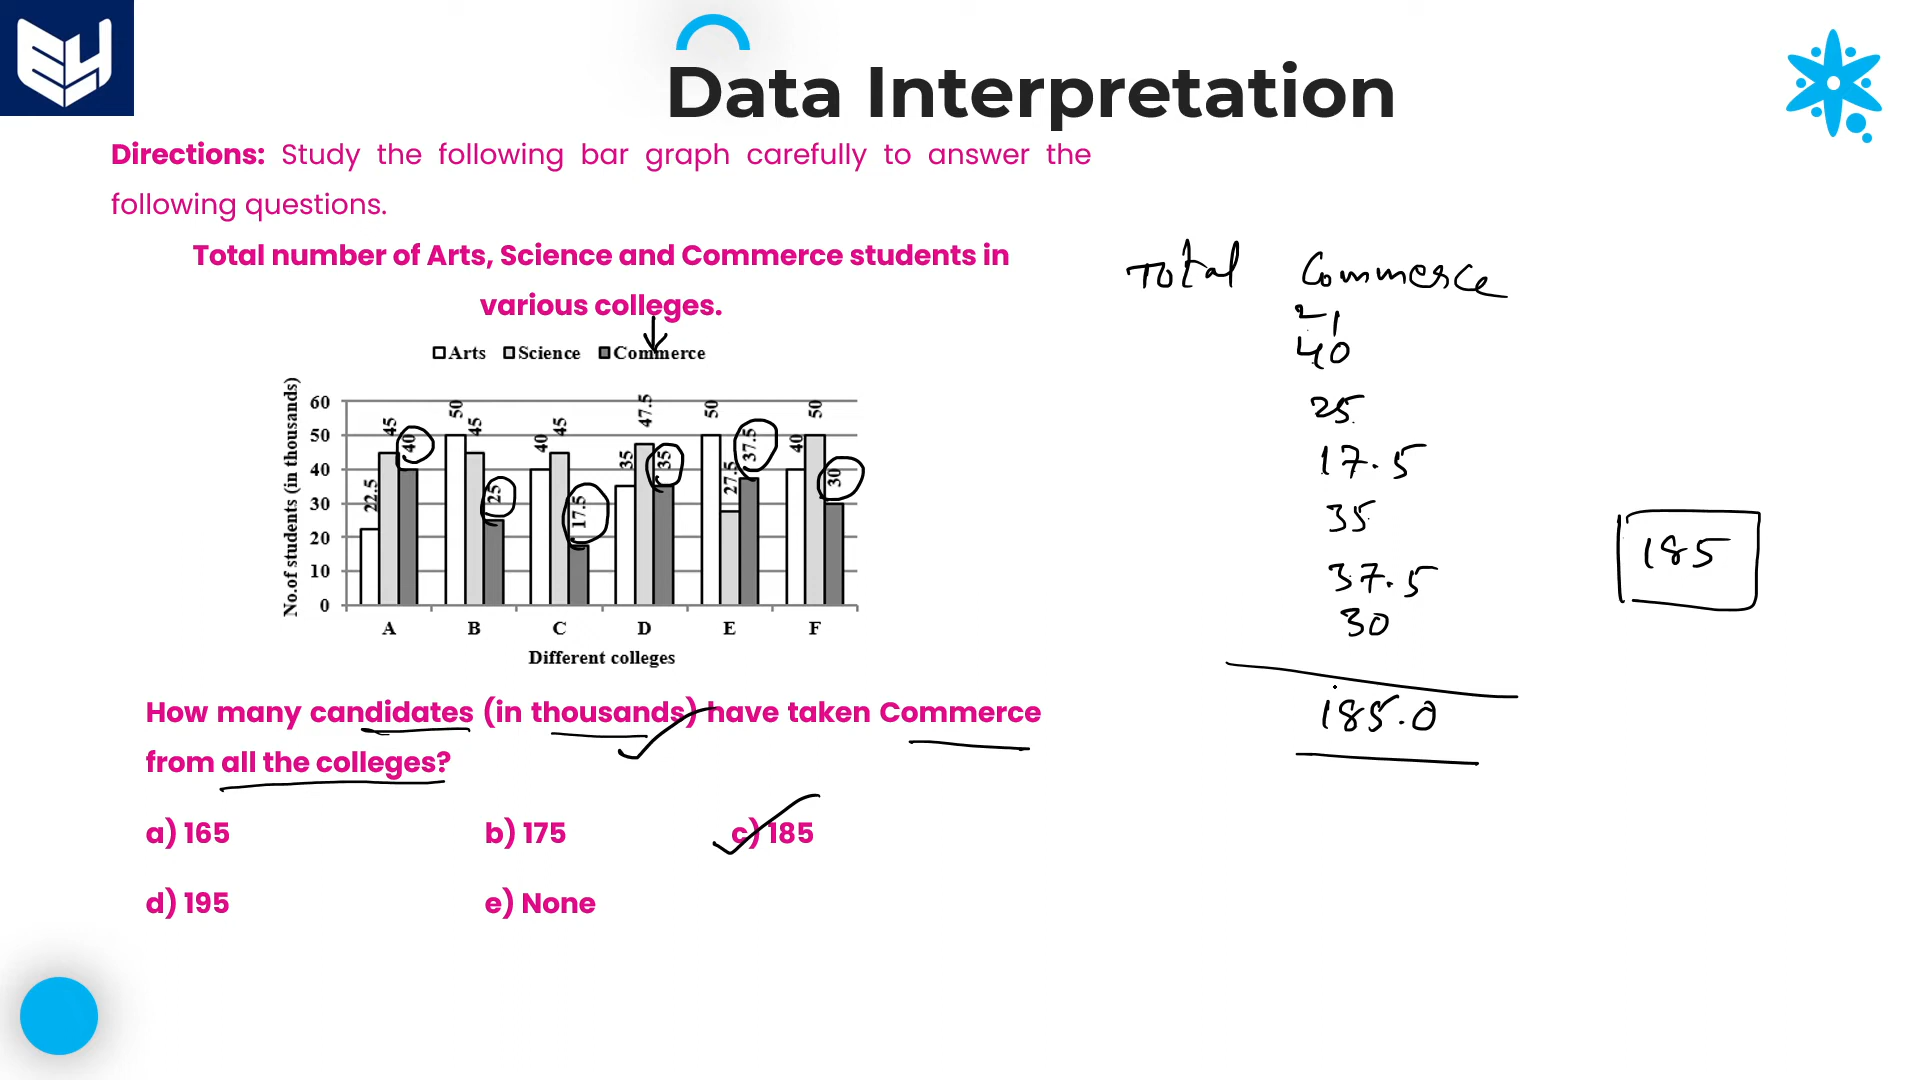 Data Interpretation
Directions: Study the following bar graph carefully to answer the
following questions.
Total number of Arts, Science and Commerce students in
various colleges.
Arts Science Commerce
No.of students (in thousands)
60
50
40
30
20
10
0
22.5 45 40
50 45 25
40 45 17.5
35 47.5 35
50 27.5 37.5
40 50 30
A B C D E F
Different colleges
How many candidates (in thousands) have taken Commerce
from all the colleges?
a) 165 b) 175 c) 185
d) 195 e) None
Total Commerce
21
40
25
17.5
35
37.5
30
185.0
185